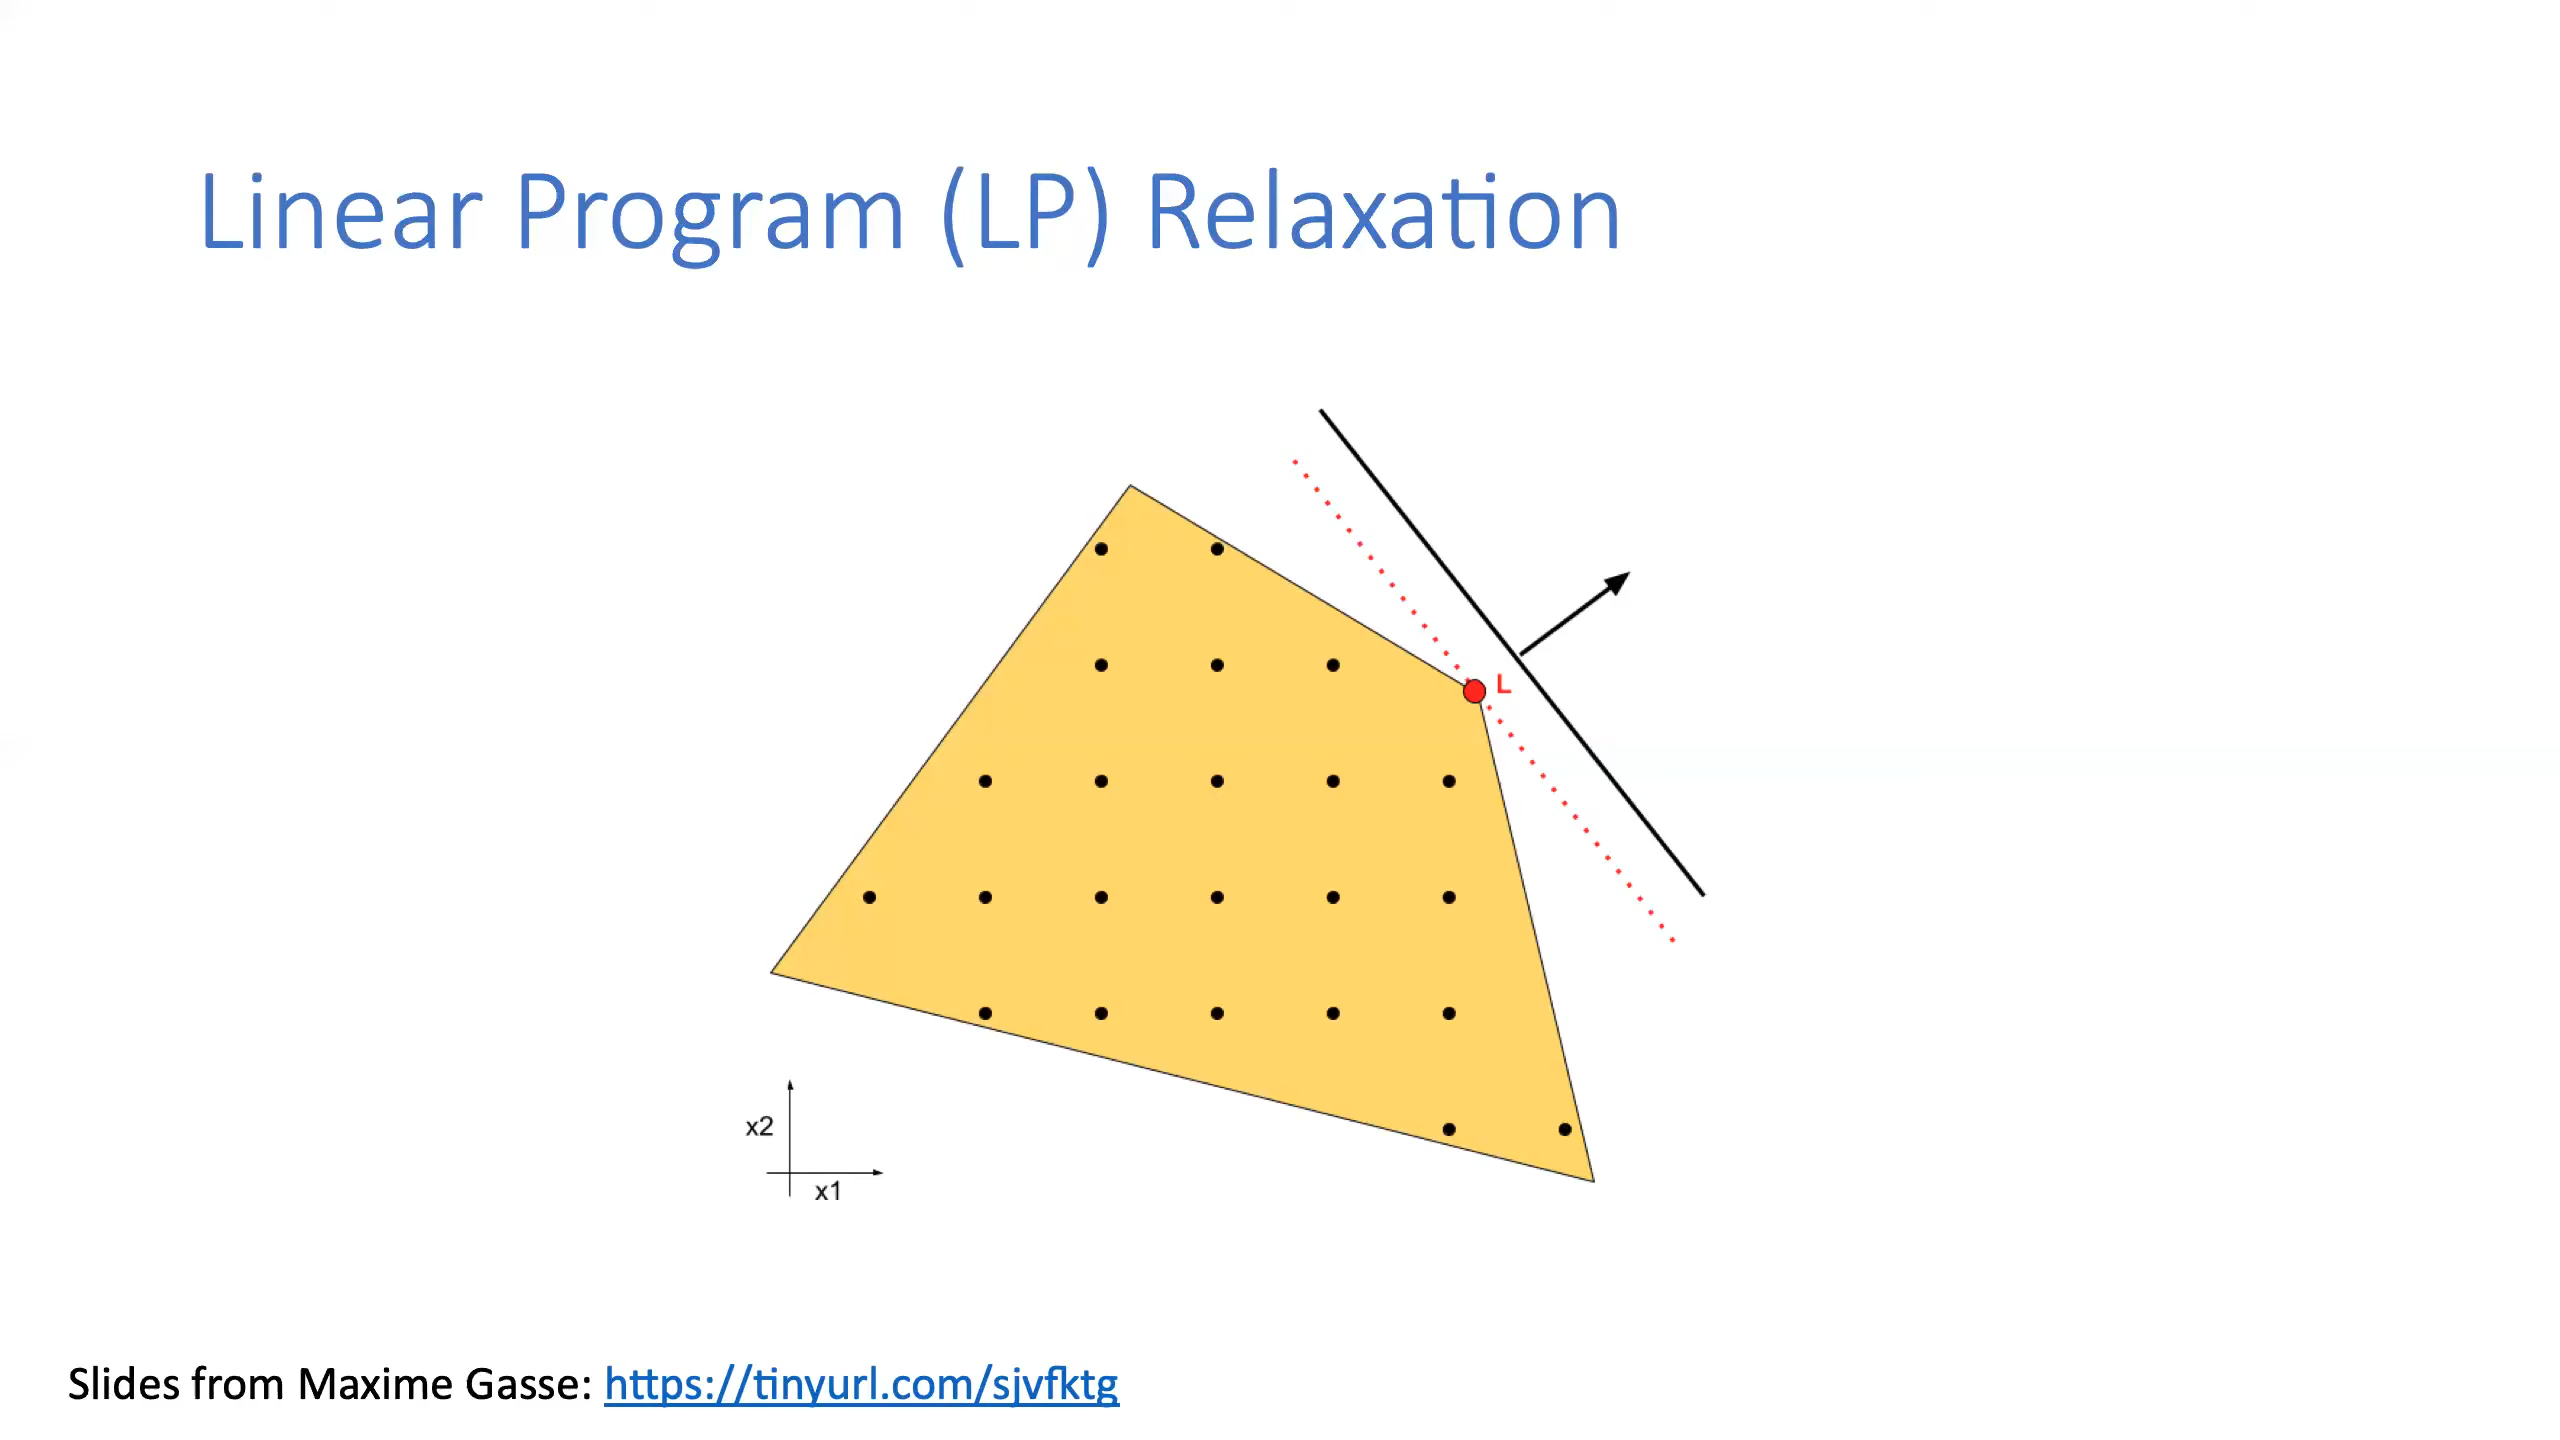 Linear Program (LP) Relaxation
L
x2
x1
Slides from Maxime Gasse: https://tinyurl.com/sjvfktg